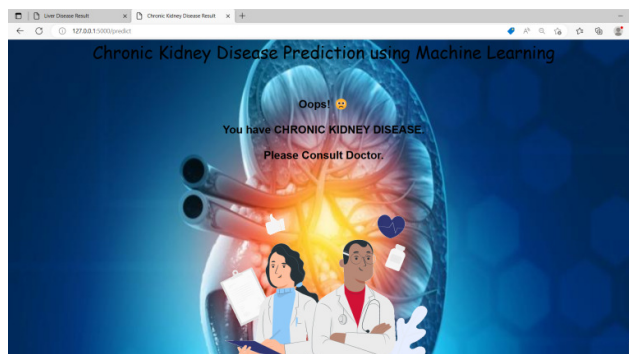 Liver Disease Result
Chronic Kidney Disease Result
127.0.0.1:5000/predict
Chronic Kidney Disease Prediction using Machine Learning
Oops! 🙁
You have CHRONIC KIDNEY DISEASE.
Please Consult Doctor.